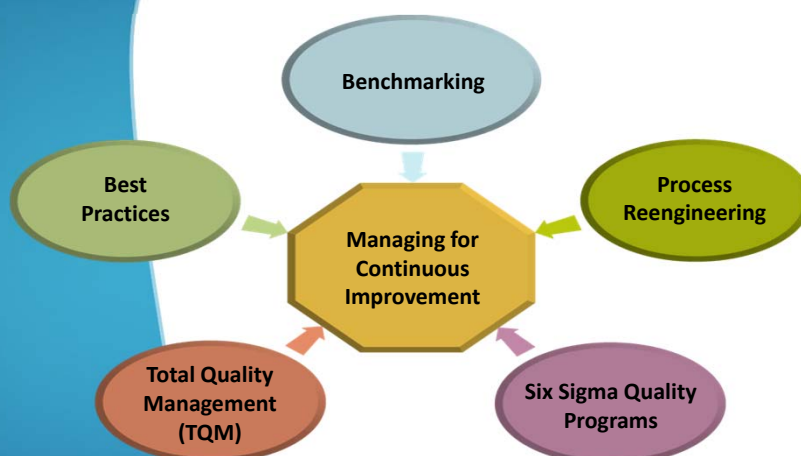 Benchmarking
Best
Practices
Process
Reengineering
Managing for
Continuous
Improvement
Total Quality
Management
(TQM)
Six Sigma Quality
Programs